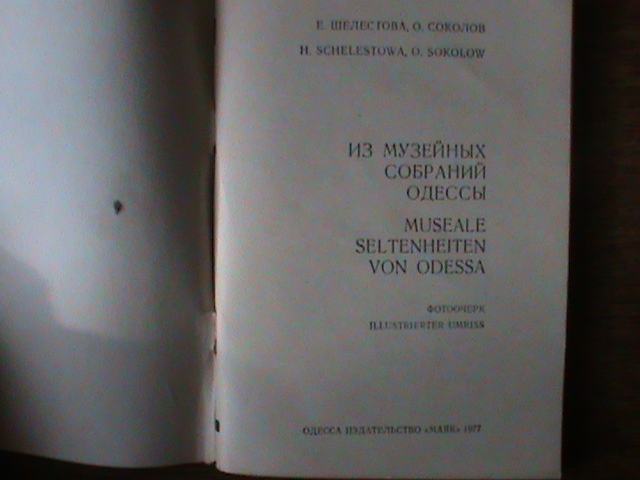 Е. ШЕЛЕСТОВА, О. СОКОЛОВ
H. SCHELESTOWA, O. SOKOLOW
ИЗ МУЗЕЙНЫХ
СОБРАНИЙ
ОДЕССЫ
MUSEALE
SELTENHEITEN
VON ODESSA
ФОТООЧЕРК
ILLUSTRIERTER UMRISS
ОДЕССА ИЗДАТЕЛЬСТВО «МАЯК» 1977